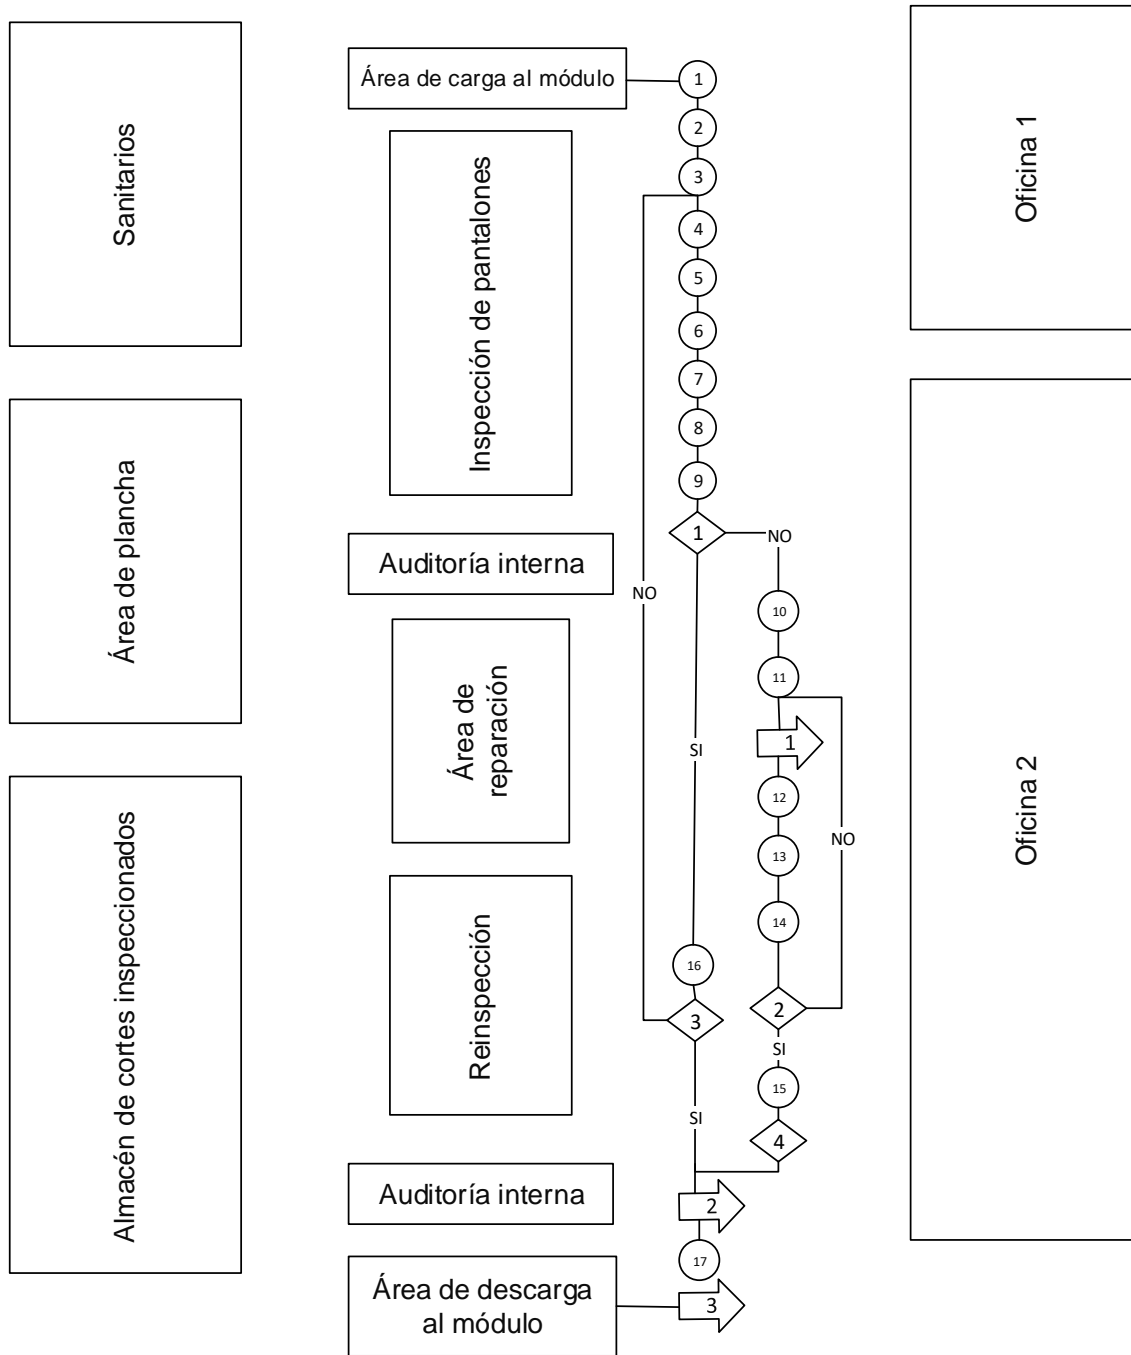 Sanitarios
Área de plancha
Almacén de cortes inspeccionados
Área de carga al módulo
Inspección de pantalones
Auditoría interna
Área de
reparación
Reinspección
Auditoría interna
Área de descarga
al módulo
1
2
3
4
5
6
7
8
9
1
NO
NO
10
11
SI
1
12
13
NO
14
16
2
3
SI
15
SI
4
2
17
3
Oficina 1
Oficina 2